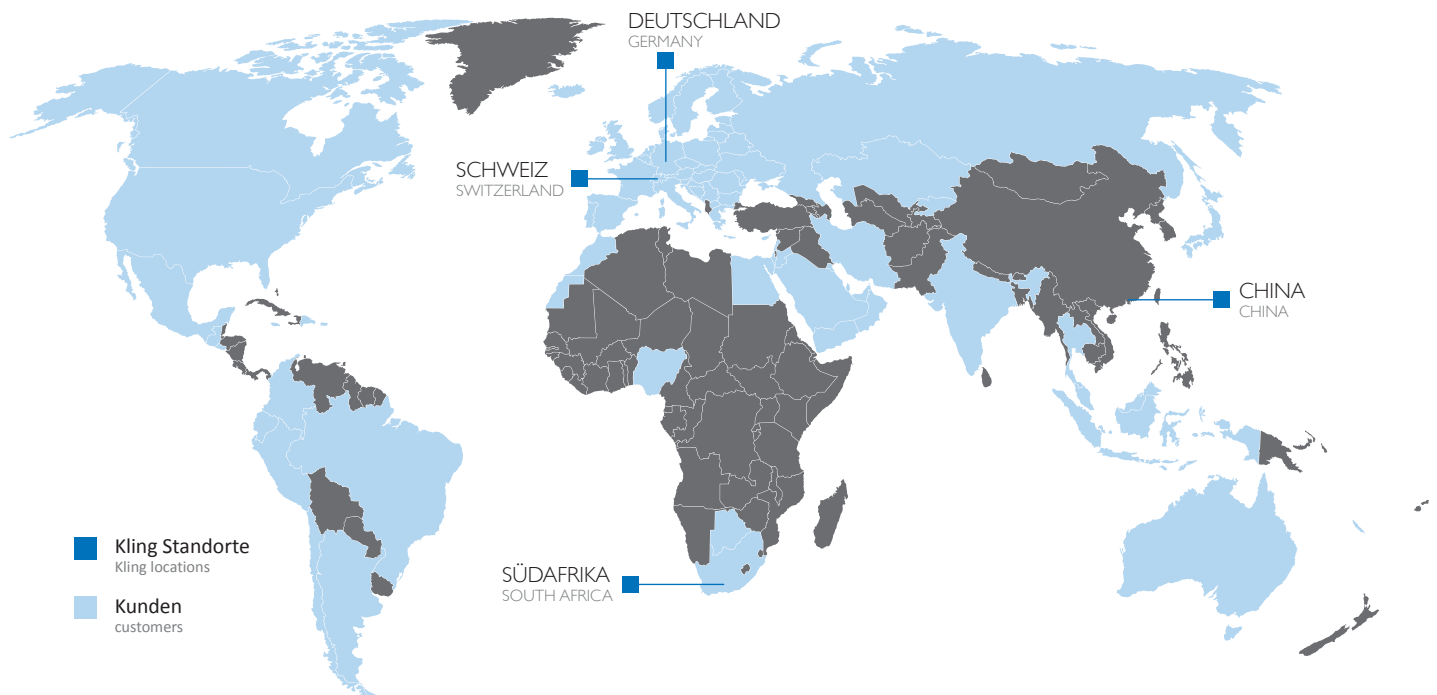 DEUTSCHLAND
GERMANY
SCHWEIZ
SWITZERLAND
CHINA
CHINA
Kling Standorte
Kling locations
Kunden
customers
SÜDAFRIKA
SOUTH AFRICA